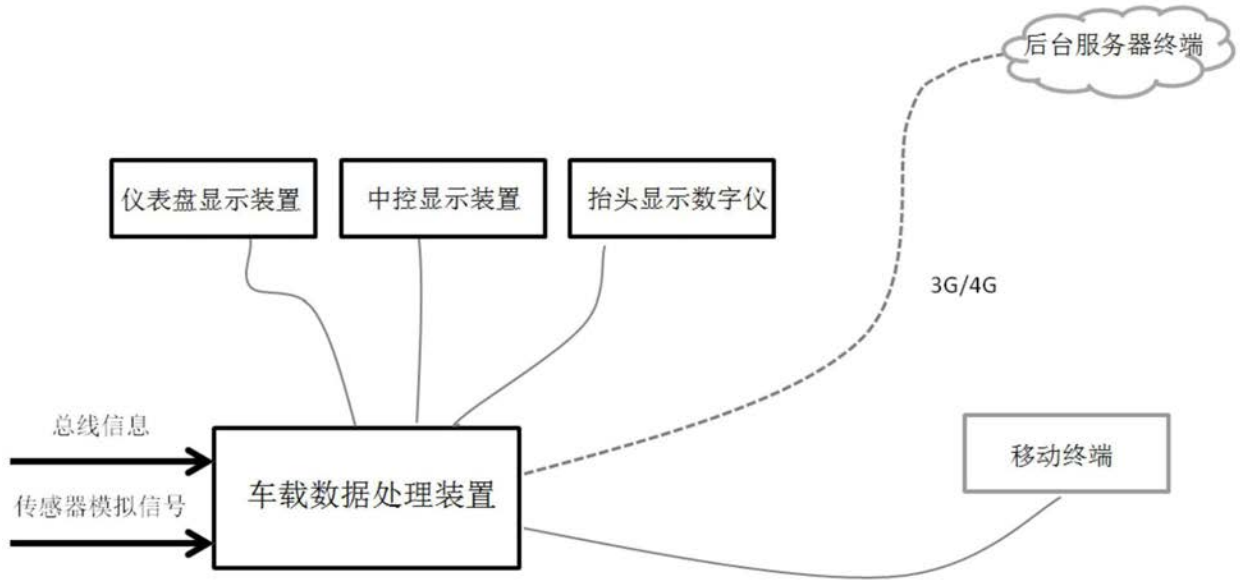 后台服务器终端
仪表盘显示装置
中控显示装置
抬头显示数字仪
3G/4G
总线信息
移动终端
车载数据处理装置
传感器模拟信号